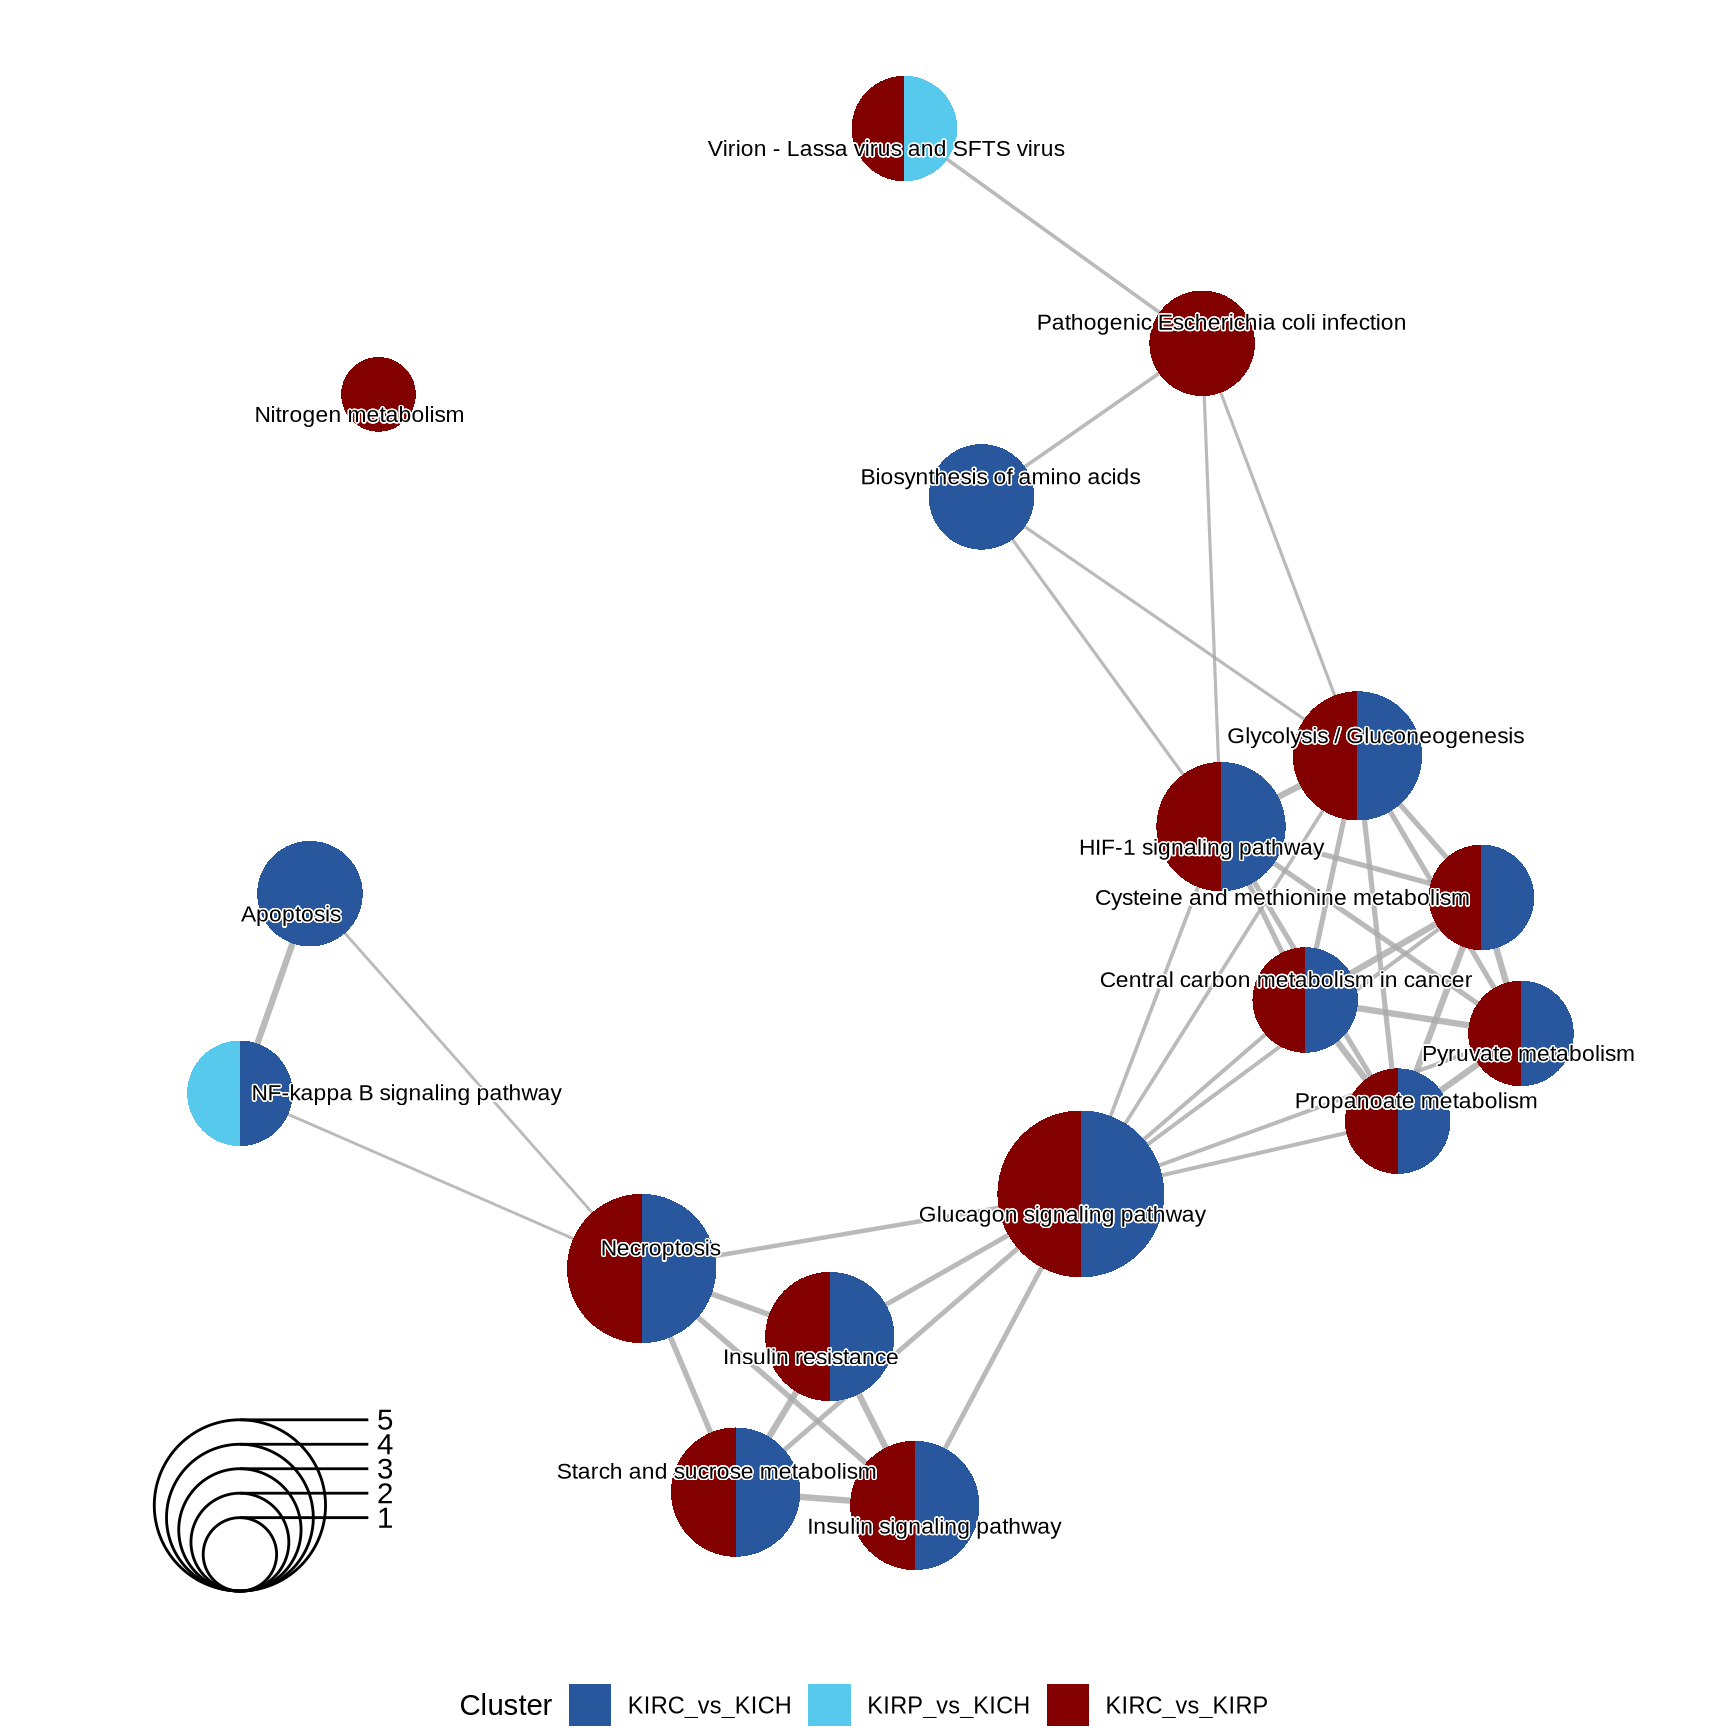 Virion - Lassa virus and SFTS virus
Pathogenic Escherichia coli infection
Nitrogen metabolism
Biosynthesis of amino acids
Glycolysis / Gluconeogenesis
HIF-1 signaling pathway
Cysteine and methionine metabolism
Apoptosis
Central carbon metabolism in cancer
Pyruvate metabolism
NF-kappa B signaling pathway
Propanoate metabolism
Glucagon signaling pathway
Necroptosis
Insulin resistance
Starch and sucrose metabolism
Insulin signaling pathway
5
4
3
2
1
Cluster KIRC_vs_KICH KIRP_vs_KICH KIRC_vs_KIRP